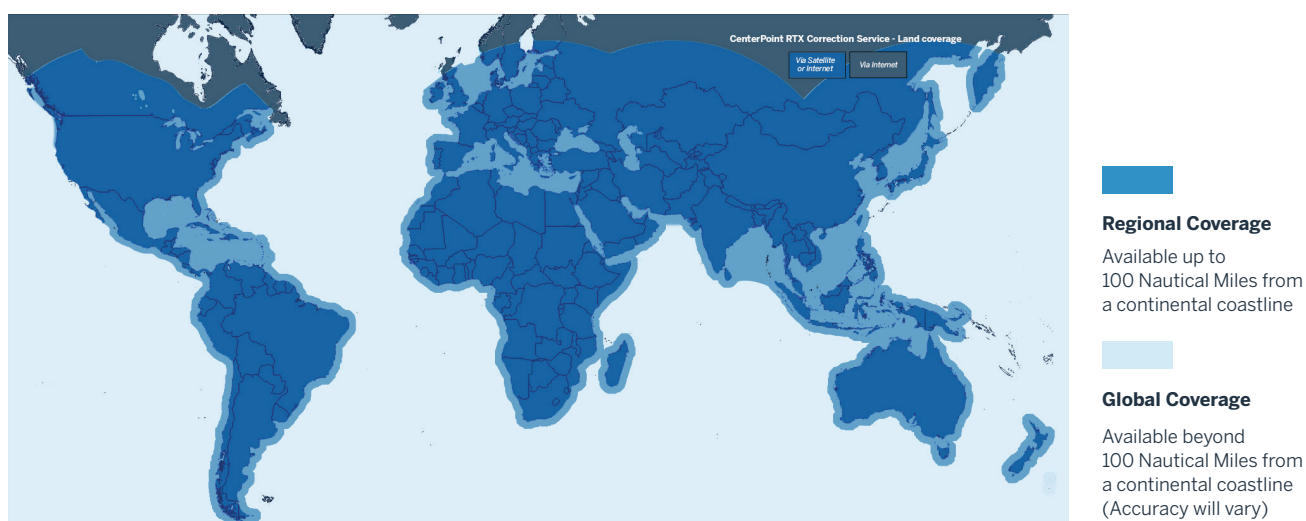 CenterPoint RTX Correction Service - Land coverage
Via Satellite
or Internet
Via Internet
Regional Coverage
Available up to
100 Nautical Miles from
a continental coastline
Global Coverage
Available beyond
100 Nautical Miles from
a continental coastline
(Accuracy will vary)